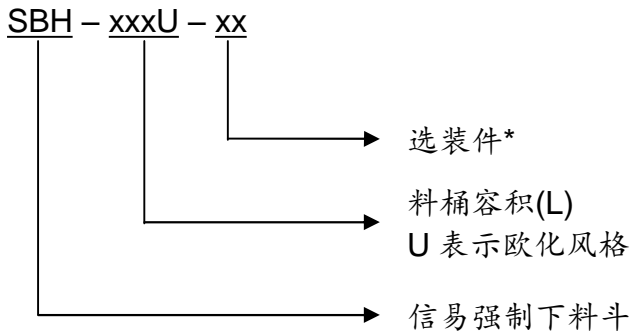 SBH – xxxU – xx
选装件*
料桶容积(L)
U 表示欧化风格
信易强制下料斗